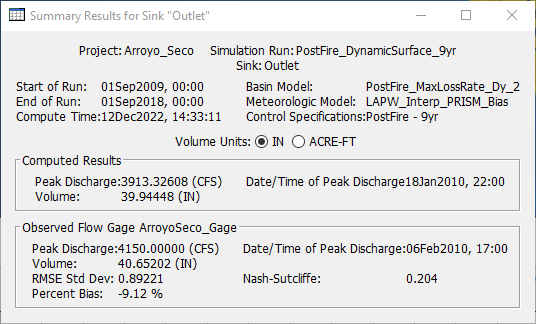 Summary Results for Sink "Outlet"
Project: Arroyo_Seco Simulation Run: PostFire_DynamicSurface_9yr
Sink: Outlet
Start of Run: 01Sep2009, 00:00 Basin Model: PostFire_MaxLossRate_Dy_2
End of Run: 01Sep2018, 00:00 Meteorologic Model: LAPW_Interp_PRISM_Bias
Compute Time:12Dec2022, 14:33:11 Control Specifications:PostFire - 9yr
Volume Units: IN ACRE-FT
Computed Results
Peak Discharge:3913.32608 (CFS) Date/Time of Peak Discharge18Jan2010, 22:00
Volume: 39.94448 (IN)
Observed Flow Gage ArroyoSeco_Gage
Peak Discharge:4150.00000 (CFS) Date/Time of Peak Discharge:06Feb2010, 17:00
Volume: 40.65202 (IN)
RMSE Std Dev: 0.89221 Nash-Sutcliffe: 0.204
Percent Bias: -9.12 %